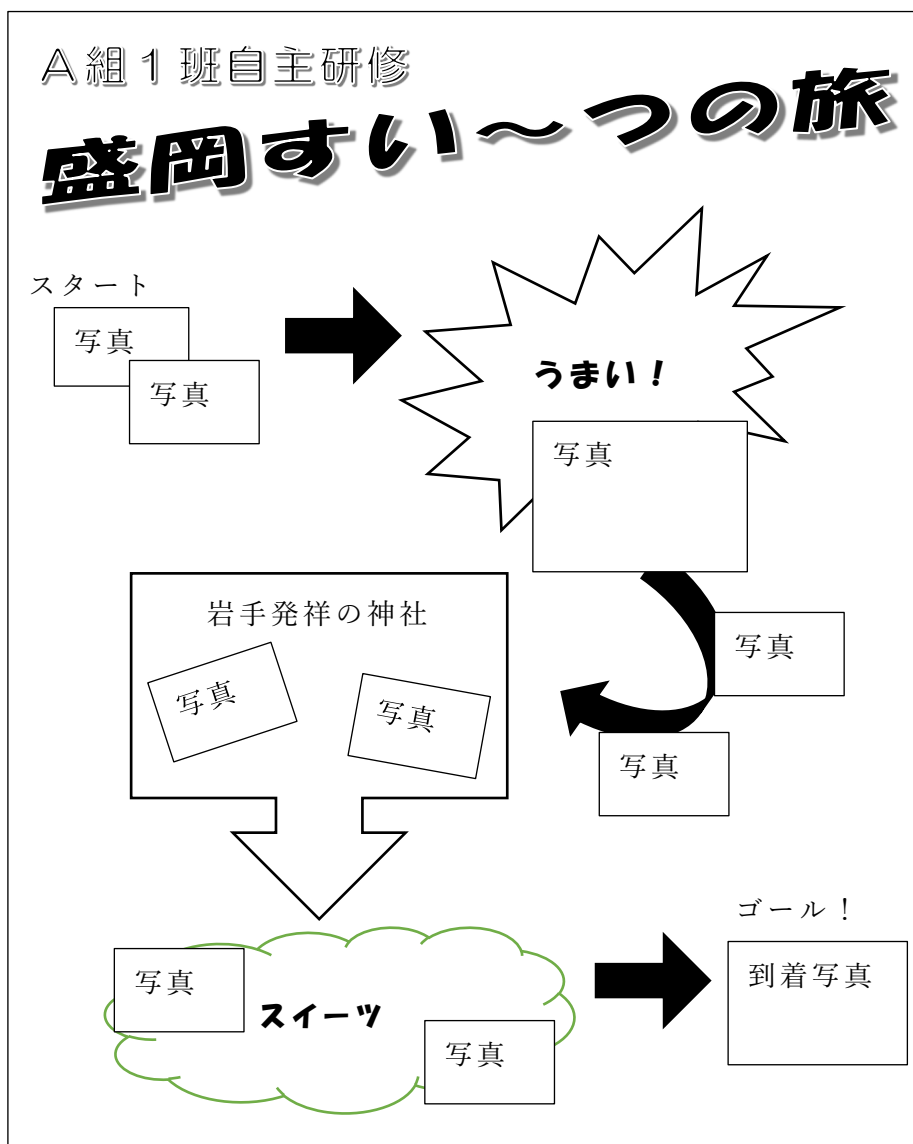 A組1班自主研修
盛岡すい～つの旅
スタート
写真
写真
うまい！
写真
岩手発祥の神社
写真
写真
写真
写真
スイーツ
写真
写真
ゴール！
到着写真